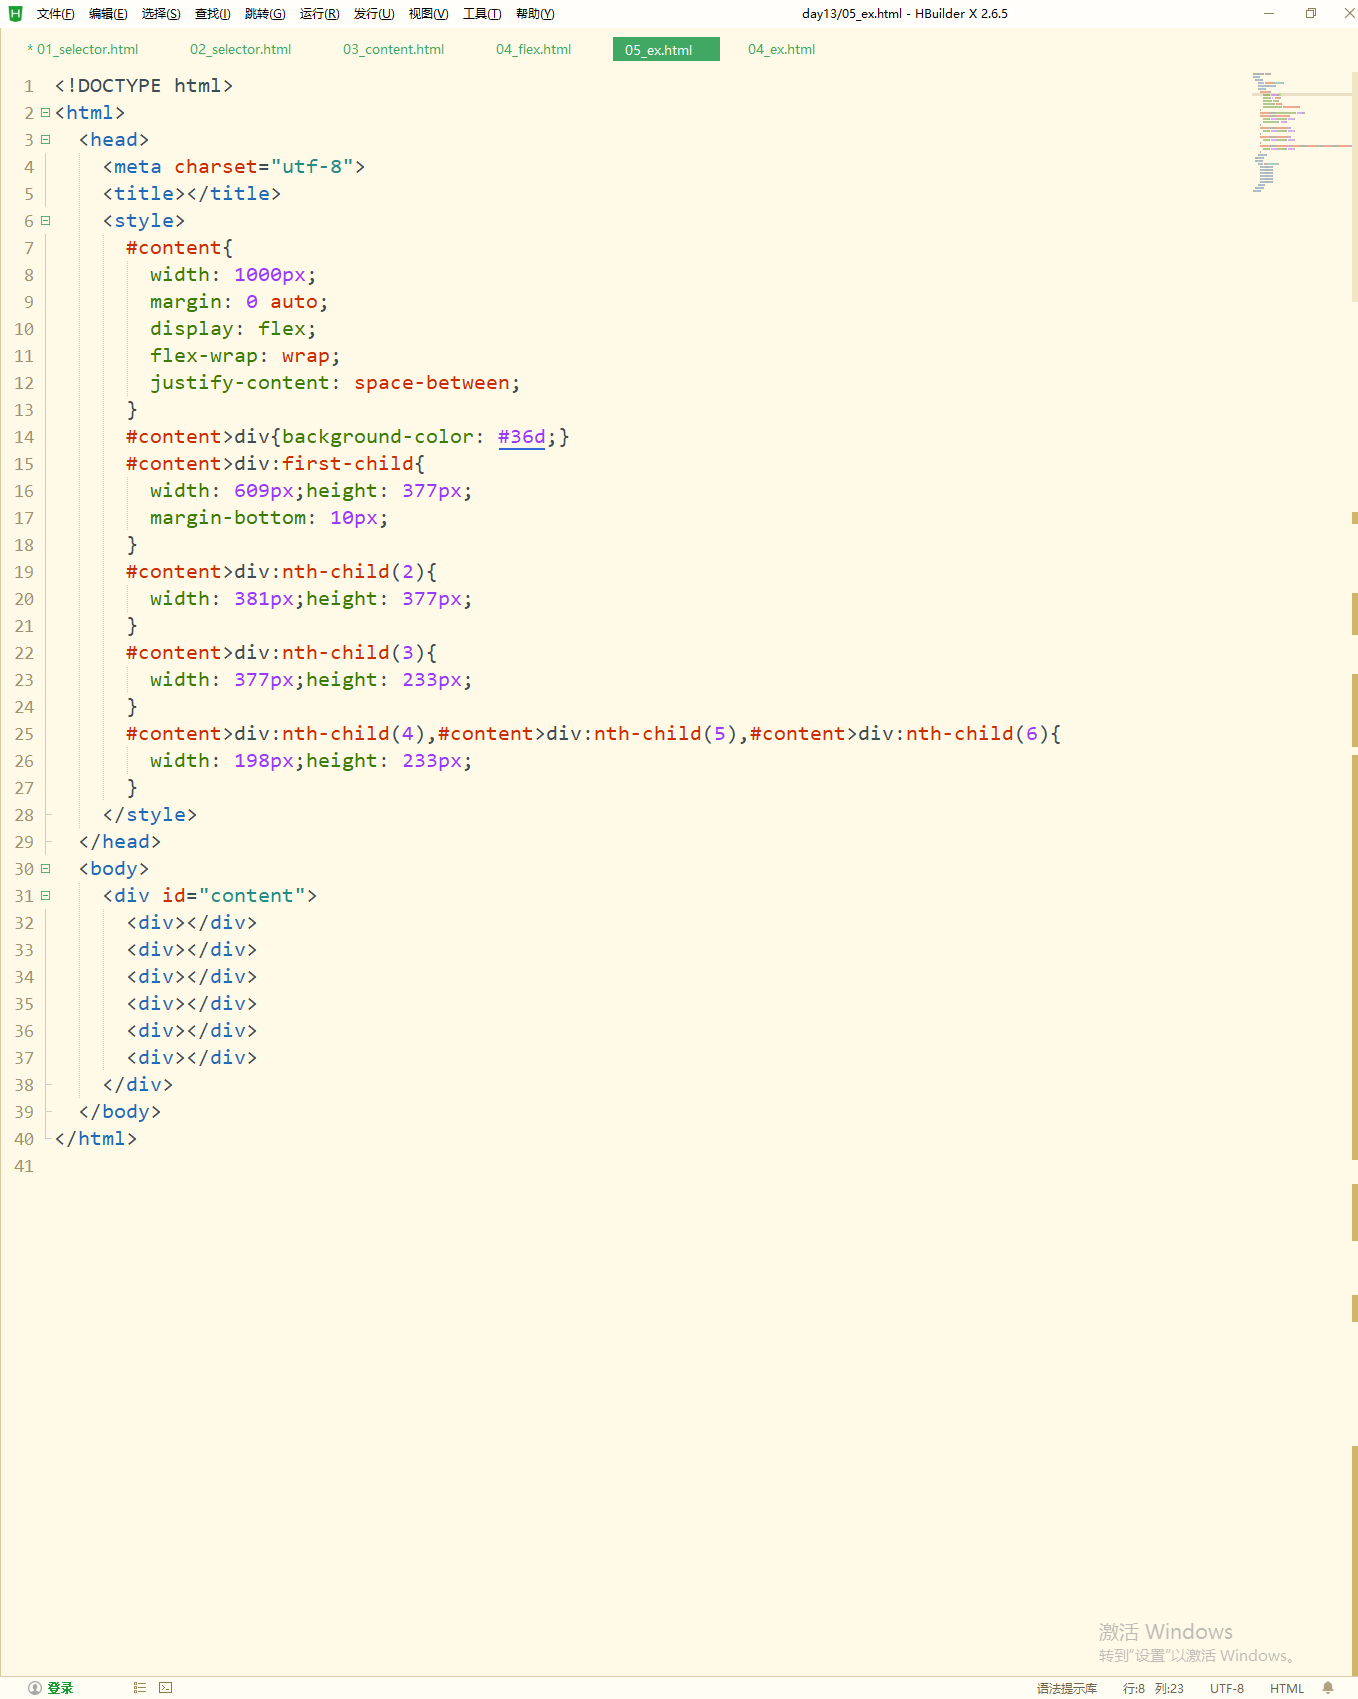 文件(F) 编辑(E) 选择(S) 查找(I) 跳转(G) 运行(R) 发行(U) 视图(V) 工具(T) 帮助(Y) day13/05_ex.html - HBuilder X 2.6.5
* 01_selector.html 02_selector.html 03_content.html 04_flex.html 05_ex.html 04_ex.html
1 <!DOCTYPE html>
2 <html>
3 <head>
4 <meta charset="utf-8">
5 <title></title>
6 <style>
7 #content{
8 width: 1000px;
9 margin: 0 auto;
10 display: flex;
11 flex-wrap: wrap;
12 justify-content: space-between;
13 }
14 #content>div{background-color: #36d;}
15 #content>div:first-child{
16 width: 609px;height: 377px;
17 margin-bottom: 10px;
18 }
19 #content>div:nth-child(2){
20 width: 381px;height: 377px;
21 }
22 #content>div:nth-child(3){
23 width: 377px;height: 233px;
24 }
25 #content>div:nth-child(4),#content>div:nth-child(5),#content>div:nth-child(6){
26 width: 198px;height: 233px;
27 }
28 </style>
29 </head>
30 <body>
31 <div id="content">
32 <div></div>
33 <div></div>
34 <div></div>
35 <div></div>
36 <div></div>
37 <div></div>
38 </div>
39 </body>
40 </html>
41
激活 Windows
转到"设置"以激活 Windows。
登录 语法提示库 行:8 列:23 UTF-8 HTML